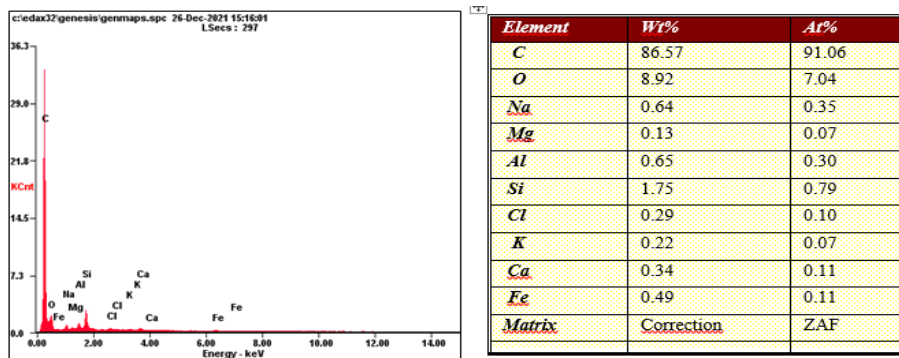 c:\edax32\genesis\genmaps.spc 26-Dec-2021 15:16:01
LSecs : 297
36.3
29.0
21.8
KCnt
14.5
7.3
0.0
C
O
Fe
Na
Mg
Al
Si
Cl
Cl
K
K
Ca
Ca
Fe
Fe
2.00 4.00 6.00 8.00 10.00 12.00 14.00
Energy - keV
Element Wt% At%
C 86.57 91.06
O 8.92 7.04
Na 0.64 0.35
Mg 0.13 0.07
Al 0.65 0.30
Si 1.75 0.79
Cl 0.29 0.10
K 0.22 0.07
Ca 0.34 0.11
Fe 0.49 0.11
Matrix Correction ZAF